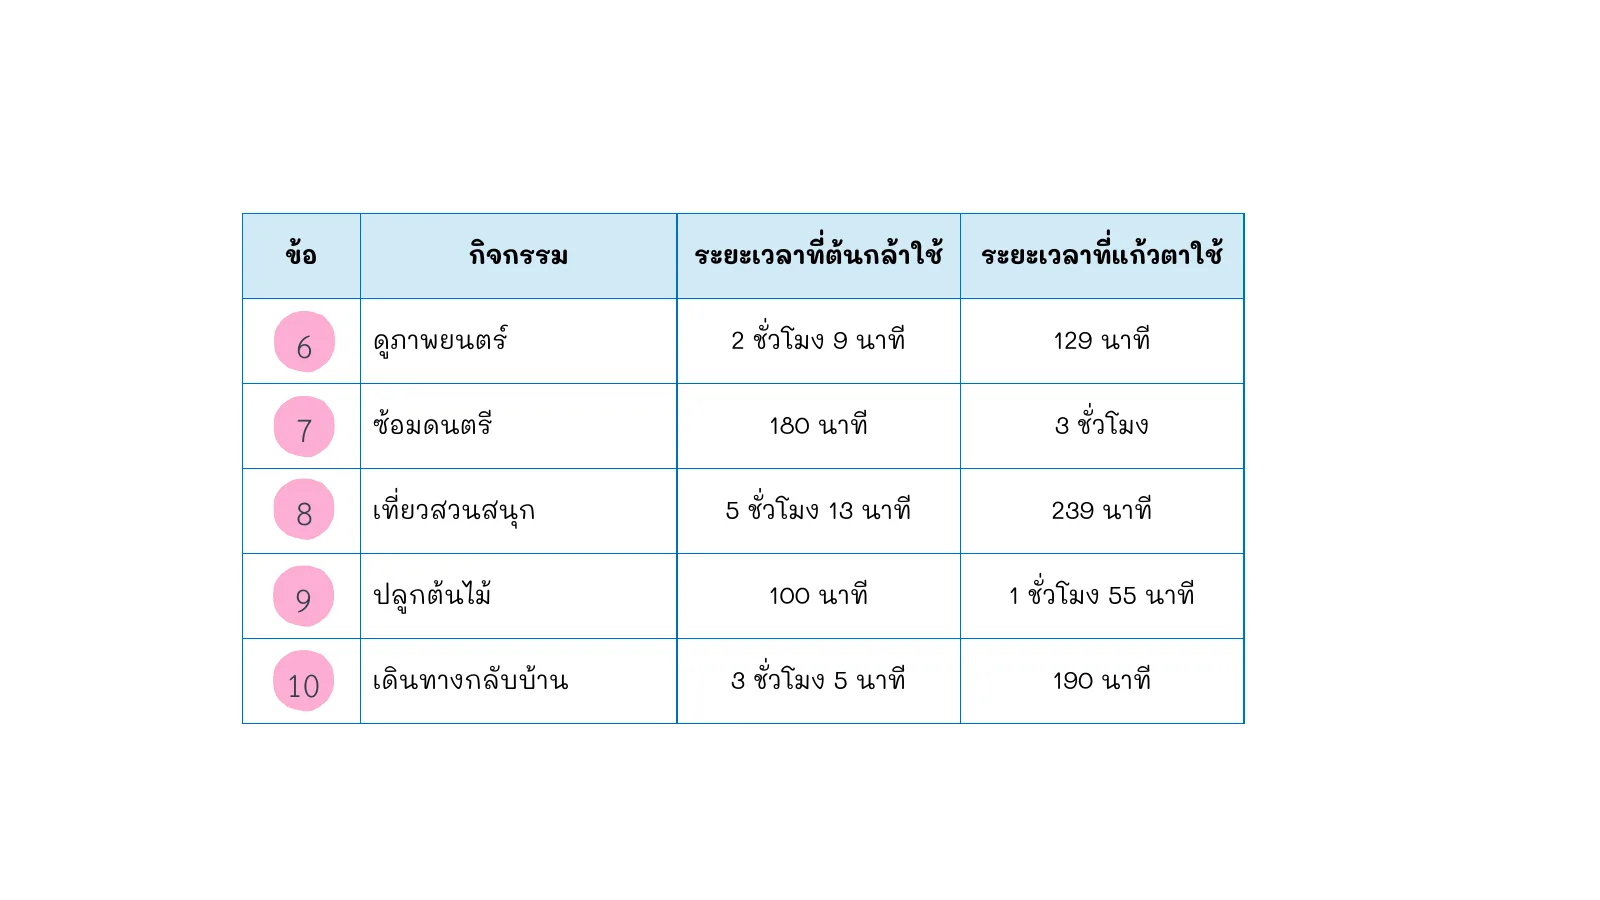 ข้อ กิจกรรม ระยะเวลาที่ต้นกล้าใช้ ระยะเวลาที่แก้วตาใช้
6 ดูภาพยนตร์ 2 ชั่วโมง 9 นาที 129 นาที
7 ซ้อมดนตรี 180 นาที 3 ชั่วโมง
8 เที่ยวสวนสนุก 5 ชั่วโมง 13 นาที 239 นาที
9 ปลูกต้นไม้ 100 นาที 1 ชั่วโมง 55 นาที
10 เดินทางกลับบ้าน 3 ชั่วโมง 5 นาที 190 นาที